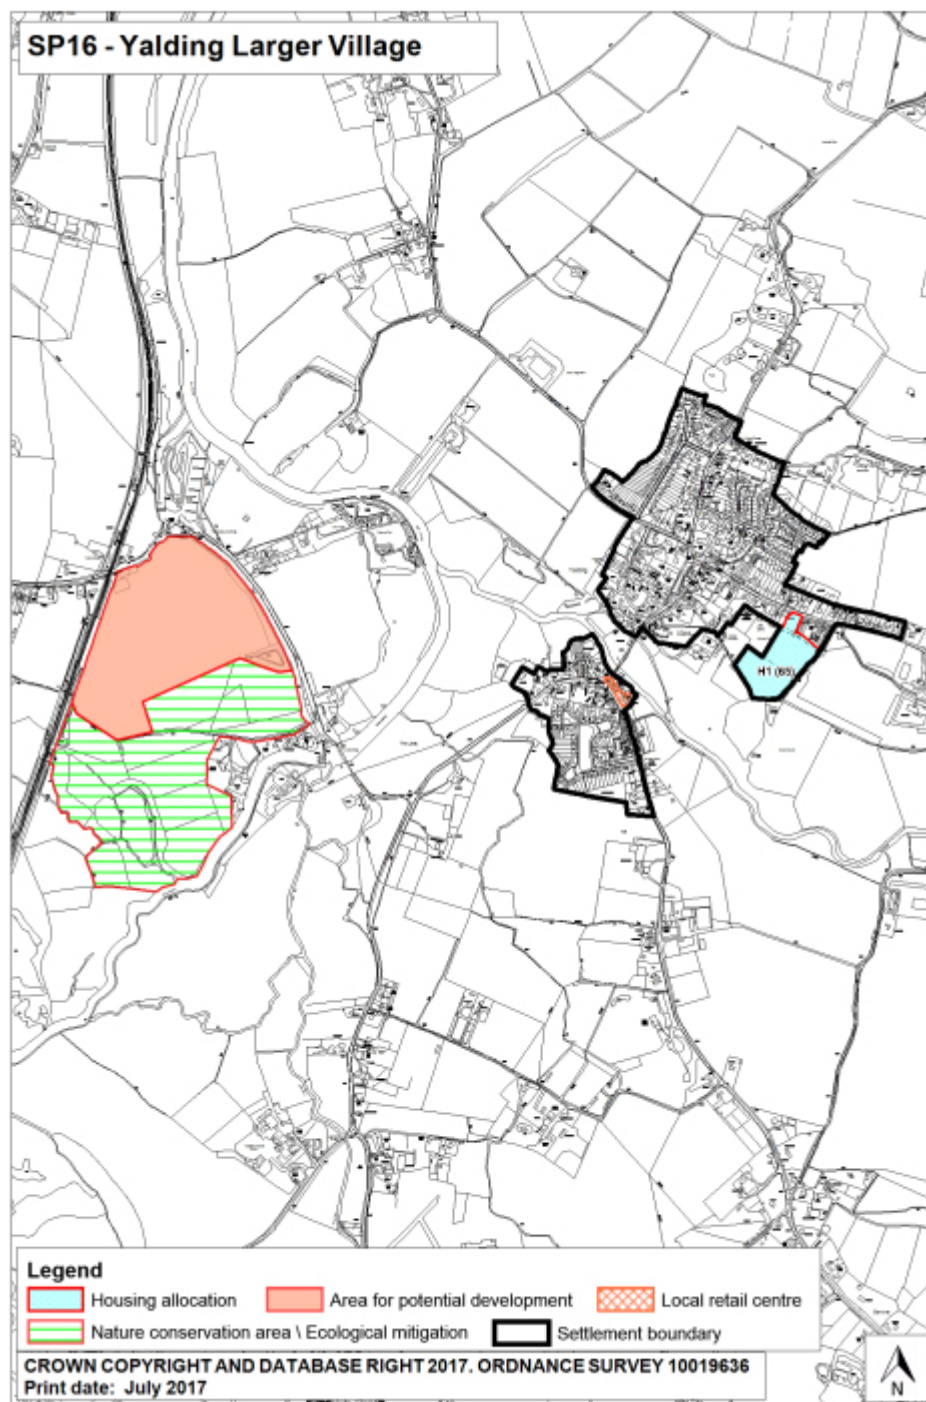 SP16 - Yalding Larger Village
H1 (65)
Legend
Housing allocation
Area for potential development
Local retail centre
Nature conservation area \ Ecological mitigation
Settlement boundary
CROWN COPYRIGHT AND DATABASE RIGHT 2017. ORDNANCE SURVEY 10019636
Print date: July 2017
N